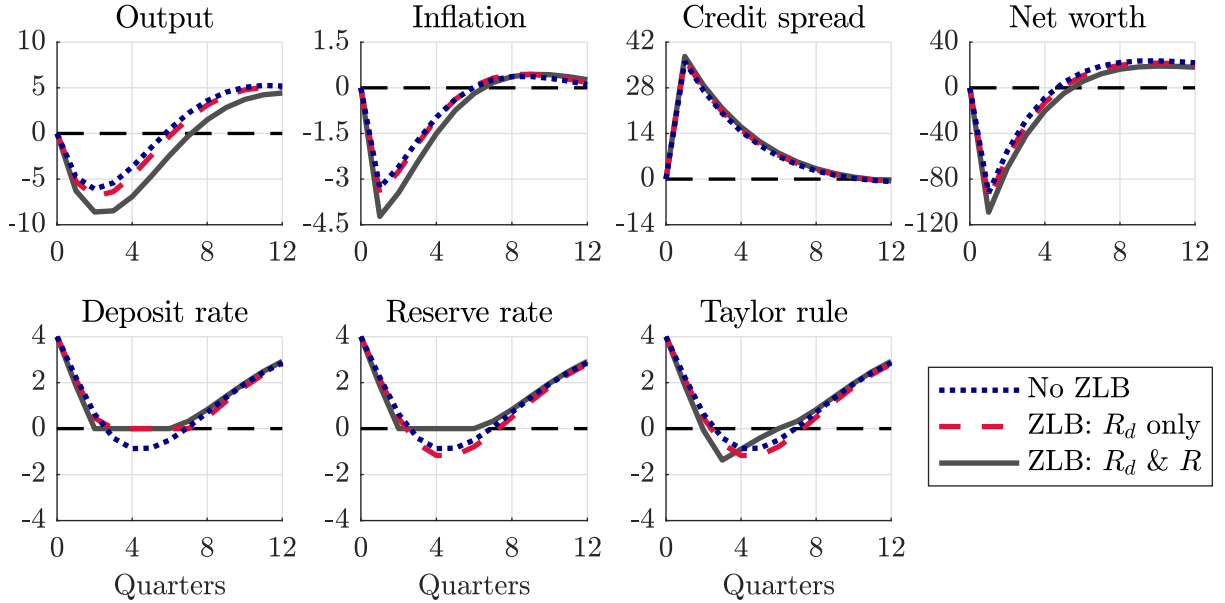 Output
Inflation
Credit spread
Net worth
10
5
0
-5
-10
0 4 8 12
1.5
0
-1.5
-3
-4.5
0 4 8 12
42
28
14
0
-14
0 4 8 12
40
0
-40
-80
-120
0 4 8 12
Deposit rate
Reserve rate
Taylor rule
4
2
0
-2
-4
0 4 8 12
Quarters
4
2
0
-2
-4
0 4 8 12
Quarters
4
2
0
-2
-4
0 4 8 12
Quarters
No ZLB
ZLB: R_d only
ZLB: R_d & R